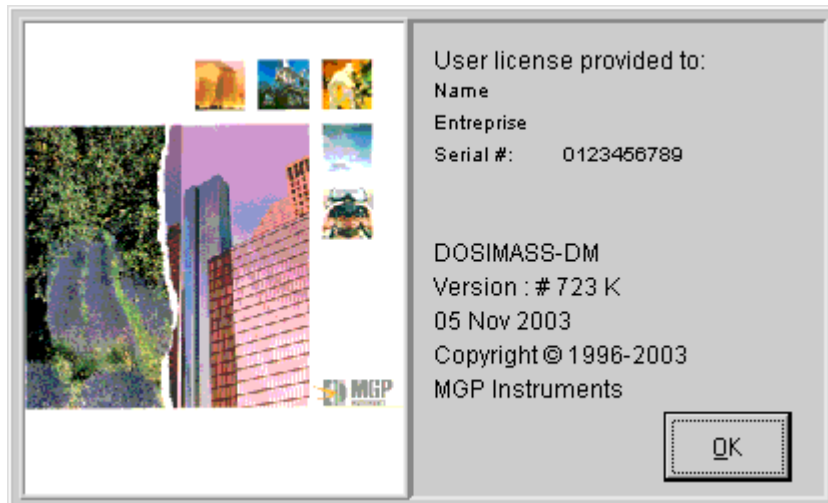 User license provided to:
Name
Entreprise
Serial #: 0123456789
DOSIMASS-DM
Version : # 723 K
05 Nov 2003
Copyright © 1996-2003
MGP Instruments
OK
MGP